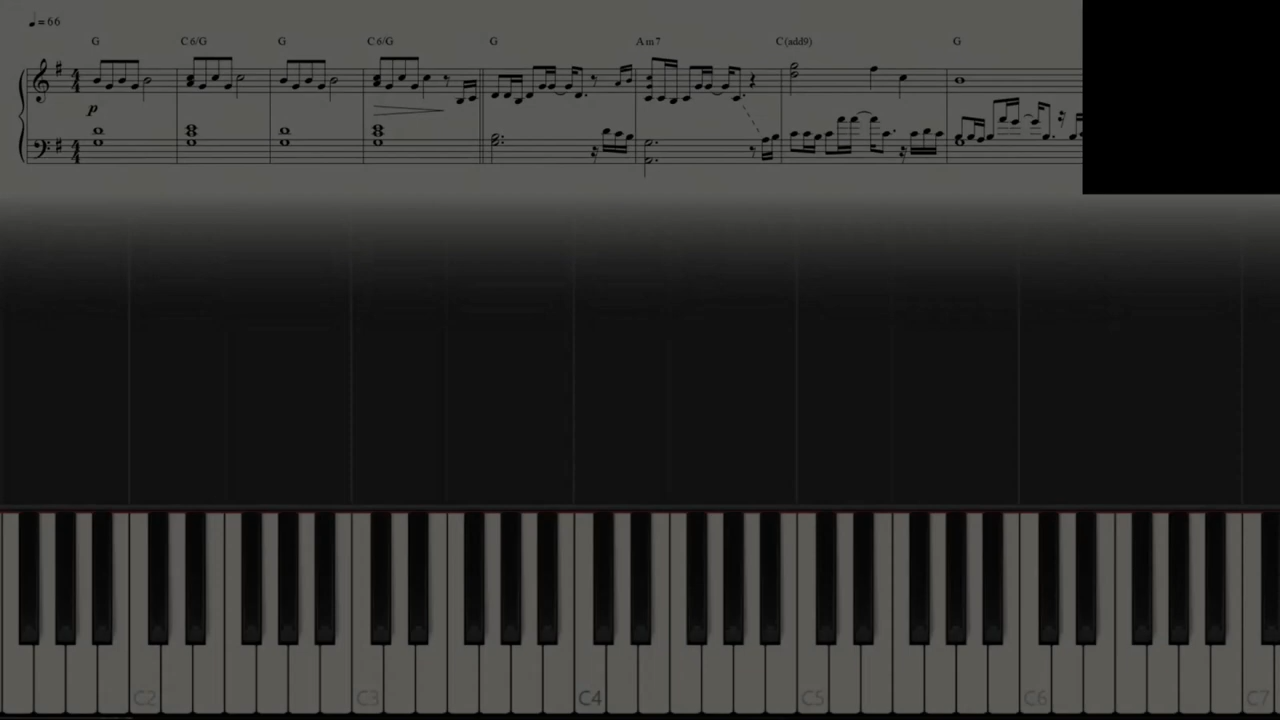 ♩ = 66
G C6/G G C6/G G Am7 C(add9) G
p
C2 C3 C4 C5 C6 C7